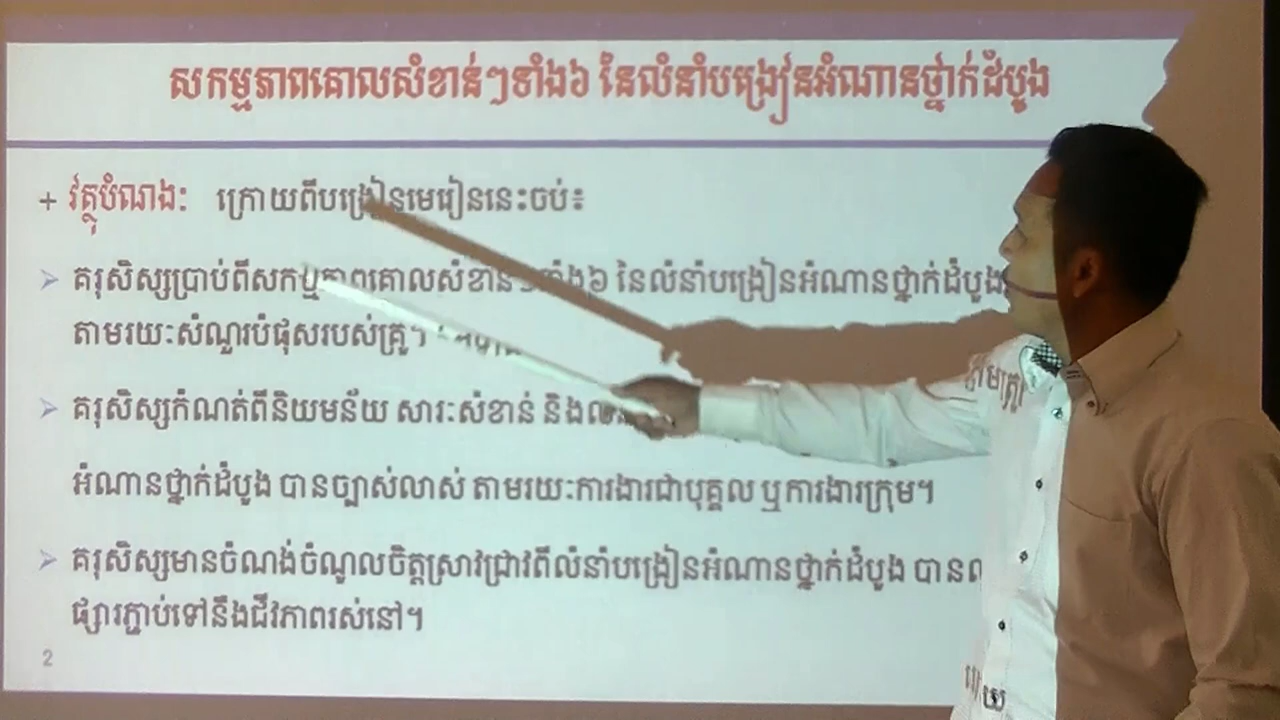 សកម្មភាពគោលសំខាន់ៗទាំង៦ នៃលំនាំបង្រៀនអំណានថ្នាក់ដំបូង
+ វត្ថុបំណង៖ ក្រោយពីបង្រៀនមេរៀននេះចប់៖
➢ គរុសិស្សប្រាប់ពីសកម្មភាពគោលសំខាន់ៗទាំង៦ នៃលំនាំបង្រៀនអំណានថ្នាក់ដំបូង
តាមរយៈសំណួរបំផុសរបស់គ្រូ។
➢ គរុសិស្សកំណត់ពីនិយមន័យ សារៈសំខាន់ និង
អំណានថ្នាក់ដំបូង បានច្បាស់លាស់ តាមរយៈការងារជាបុគ្គល ឬការងារក្រុម។
➢ គរុសិស្សមានចំណង់ចំណូលចិត្តស្រាវជ្រាវពីលំនាំបង្រៀនអំណានថ្នាក់ដំបូង បាន
ផ្សារភ្ជាប់ទៅនឹងជីវភាពរស់នៅ។
2